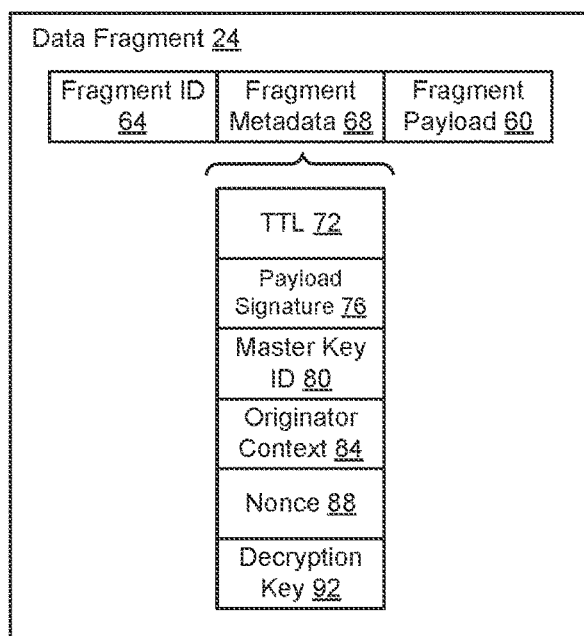 Data Fragment 24
Fragment ID
64
Fragment
Metadata 68
Fragment
Payload 60
TTL 72
Payload
Signature 76
Master Key
ID 80
Originator
Context 84
Nonce 88
Decryption
Key 92